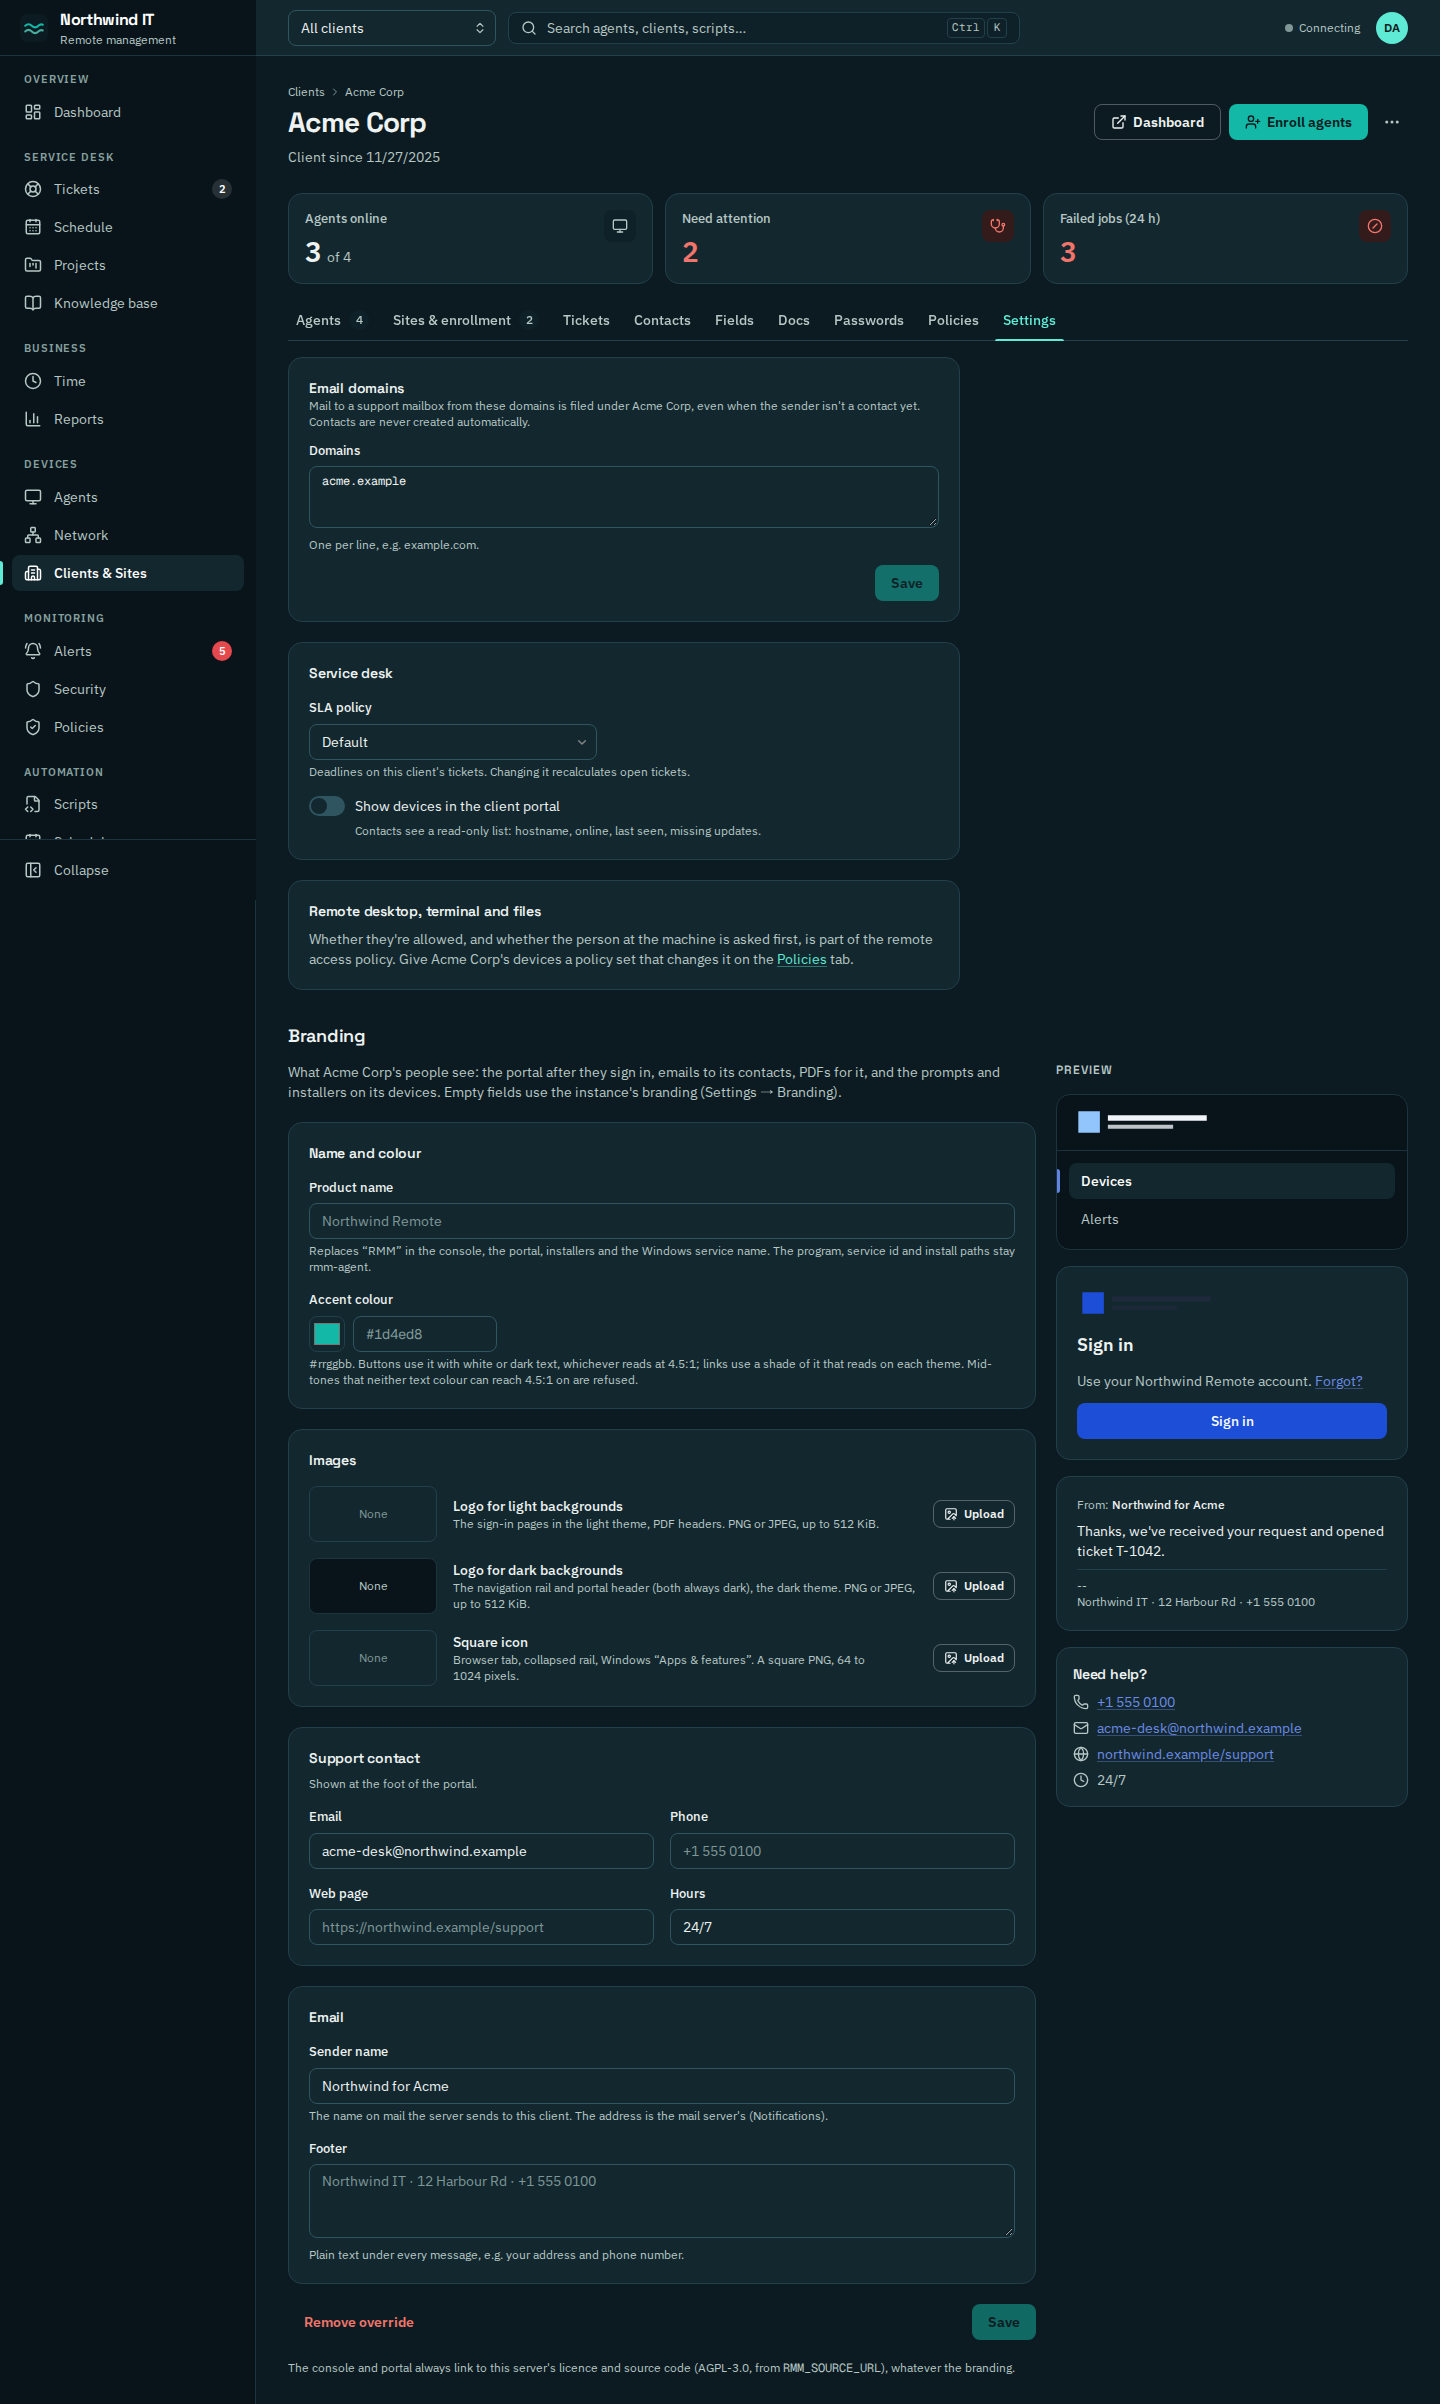 Northwind IT
Remote management
All clients
Search agents, clients, scripts...
Ctrl K
Connecting
DA
OVERVIEW
Dashboard
SERVICE DESK
Tickets 2
Schedule
Projects
Knowledge base
BUSINESS
Time
Reports
DEVICES
Agents
Network
Clients & Sites
MONITORING
Alerts 5
Security
Policies
AUTOMATION
Scripts
Collapse
Clients > Acme Corp
Acme Corp
Client since 11/27/2025
Dashboard
Enroll agents
Agents online
3 of 4
Need attention
2
Failed jobs (24 h)
3
Agents 4
Sites & enrollment 2
Tickets
Contacts
Fields
Docs
Passwords
Policies
Settings
Email domains
Mail to a support mailbox from these domains is filed under Acme Corp, even when the sender isn't a contact yet.
Contacts are never created automatically.
Domains
acme.example
One per line, e.g. example.com.
Save
Service desk
SLA policy
Default
Deadlines on this client's tickets. Changing it recalculates open tickets.
Show devices in the client portal
Contacts see a read-only list: hostname, online, last seen, missing updates.
Remote desktop, terminal and files
Whether they're allowed, and whether the person at the machine is asked first, is part of the remote
access policy. Give Acme Corp's devices a policy set that changes it on the Policies tab.
Branding
What Acme Corp's people see: the portal after they sign in, emails to its contacts, PDFs for it, and the prompts and
installers on its devices. Empty fields use the instance's branding (Settings → Branding).
Name and colour
Product name
Northwind Remote
Replaces “RMM” in the console, the portal, installers and the Windows service name. The program, service id and install paths stay
rmm-agent.
Accent colour
#1d4ed8
#rrggbb. Buttons use it with white or dark text, whichever reads at 4.5:1; links use a shade of it that reads on each theme. Mid-
tones that neither text colour can reach 4.5:1 on are refused.
Images
None
Logo for light backgrounds
The sign-in pages in the light theme, PDF headers. PNG or JPEG, up to 512 KiB.
Upload
None
Logo for dark backgrounds
The navigation rail and portal header (both always dark), the dark theme. PNG or JPEG,
up to 512 KiB.
Upload
None
Square icon
Browser tab, collapsed rail, Windows “Apps & features”. A square PNG, 64 to
1024 pixels.
Upload
Support contact
Shown at the foot of the portal.
Email
acme-desk@northwind.example
Phone
+1 555 0100
Web page
https://northwind.example/support
Hours
24/7
Email
Sender name
Northwind for Acme
The name on mail the server sends to this client. The address is the mail server's (Notifications).
Footer
Northwind IT · 12 Harbour Rd · +1 555 0100
Plain text under every message, e.g. your address and phone number.
Remove override
Save
The console and portal always link to this server's licence and source code (AGPL-3.0, from RMM_SOURCE_URL), whatever the branding.
PREVIEW
Devices
Alerts
Sign in
Use your Northwind Remote account. Forgot?
Sign in
From: Northwind for Acme
Thanks, we've received your request and opened
ticket T-1042.
--
Northwind IT · 12 Harbour Rd · +1 555 0100
Need help?
+1 555 0100
acme-desk@northwind.example
northwind.example/support
24/7